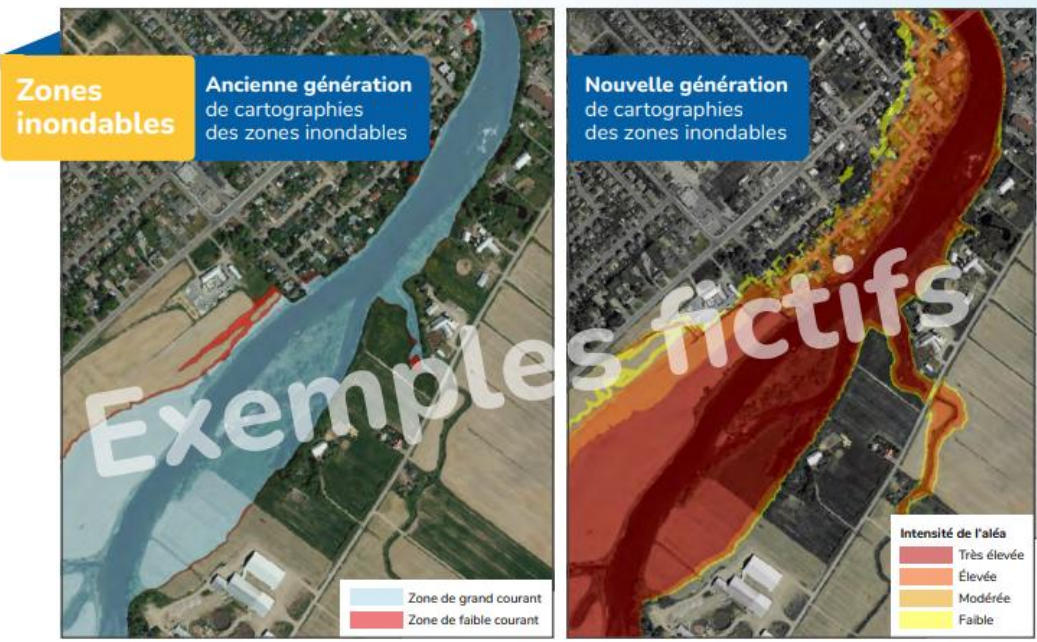 Zones
inondables
Ancienne génération
de cartographies
des zones inondables
Nouvelle génération
de cartographies
des zones inondables
Exemples fictifs
Zone de grand courant
Zone de faible courant
Intensité de l'aléa
Très élevée
Élevée
Modérée
Faible